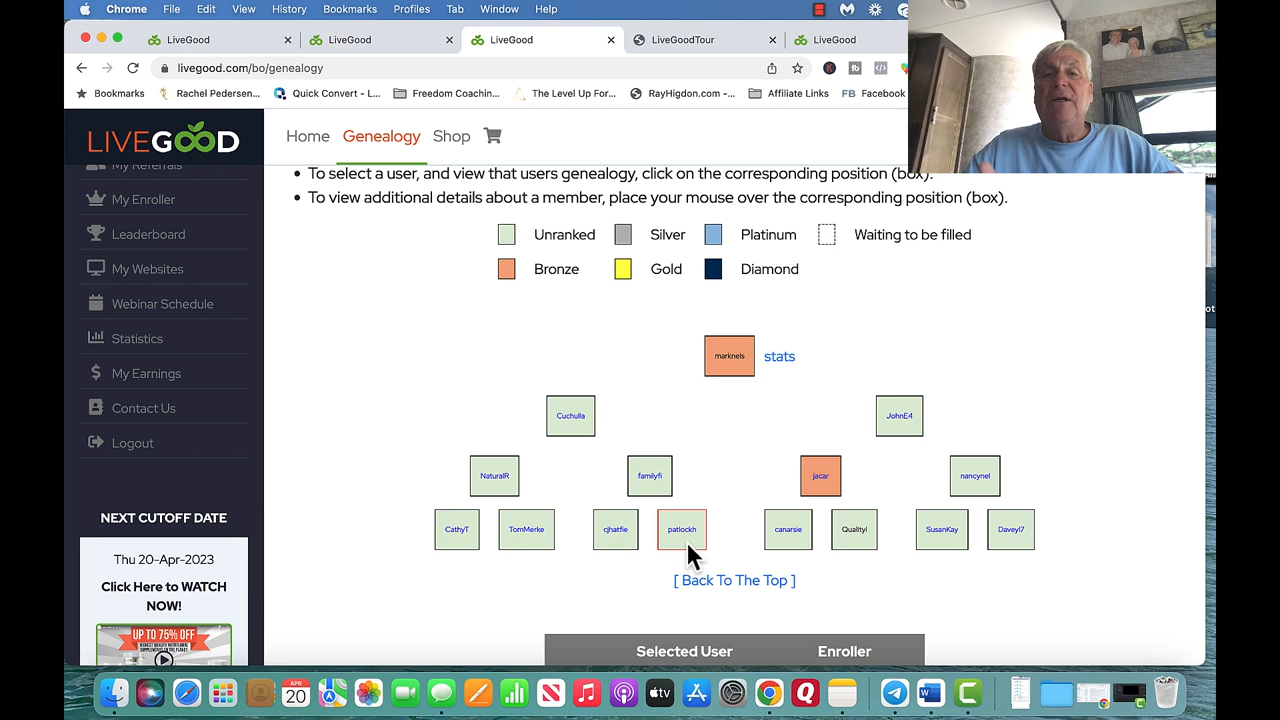 Chrome File Edit View History Bookmarks Profiles Tab Window Help
LiveGood LiveGood LiveGood LiveGoodTour LiveGood
livegood.com/bo/genealogy
Bookmarks Rachel Pedersen... Quick Convert - L... Freedom Coachin... The Level Up For... RayHigdon.com -... Affiliate Links FB Facebook
LIVEGOOD Home Genealogy Shop
My Referrals
My Enroller
Leaderboard
My Websites
Webinar Schedule
Statistics
My Earnings
Contact Us
Logout
NEXT CUTOFF DATE
Thu 20-Apr-2023
Click Here to WATCH
NOW!
UP TO 75% OFF
To select a user, and view that users genealogy, click on the corresponding position (box).
To view additional details about a member, place your mouse over the corresponding position (box).
Unranked Silver Platinum Waiting to be filled
Bronze Gold Diamond
marknels stats
Cuchulla JohnE4
NaturalR familyfi jacar nancynel
CathyT omMerke cjhatfie patlockh canarsie Qualityl SusanKay Daveyl7
[ Back To The Top ]
Selected User Enroller
APR
20